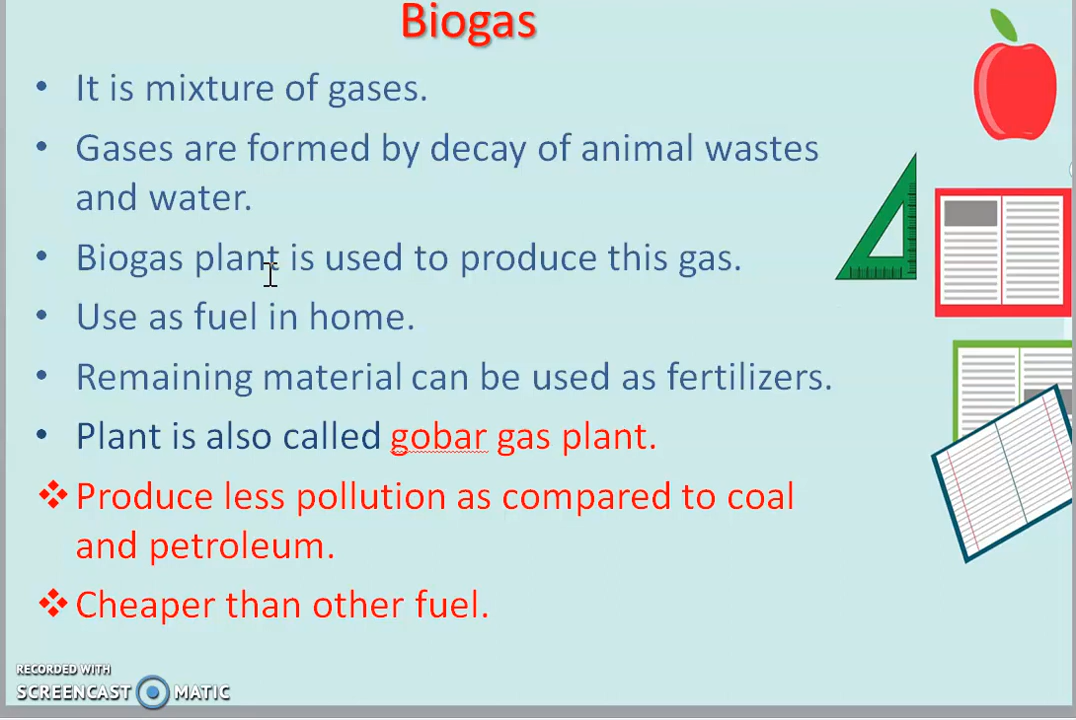 Biogas
• It is mixture of gases.
• Gases are formed by decay of animal wastes
and water.
• Biogas plant is used to produce this gas.
• Use as fuel in home.
• Remaining material can be used as fertilizers.
• Plant is also called gobar gas plant.
❖ Produce less pollution as compared to coal
and petroleum.
❖ Cheaper than other fuel.
RECORDED WITH
SCREENCAST MATIC